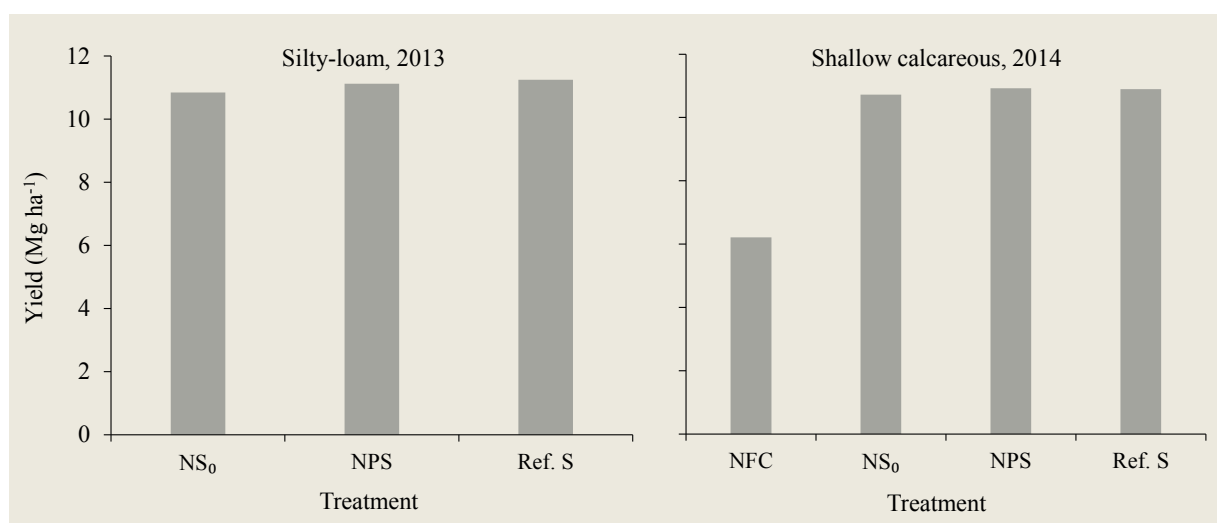 Silty-loam, 2013
Yield (Mg ha⁻¹)
12
10
8
6
4
2
0
NS₀ NPS Ref. S
Treatment
Shallow calcareous, 2014
NFC NS₀ NPS Ref. S
Treatment